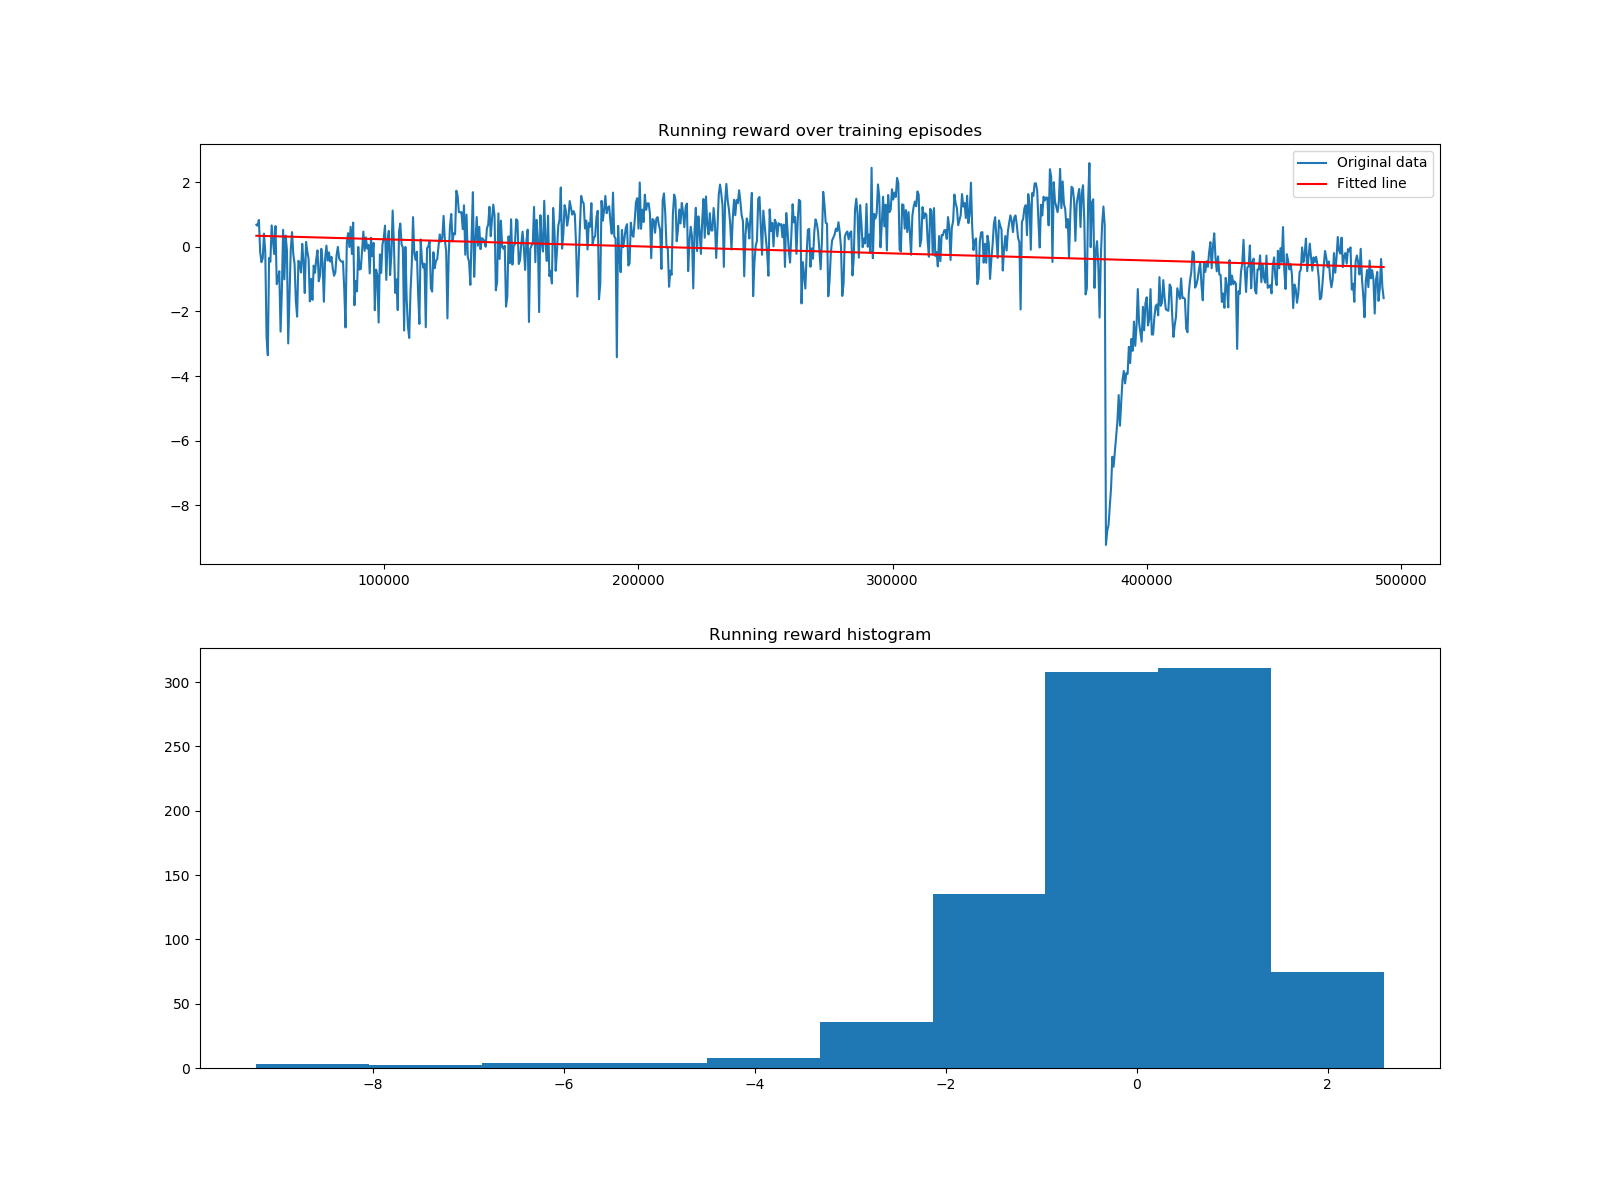 Running reward over training episodes
Original data
Fitted line
2
0
−2
−4
−6
−8
100000 200000 300000 400000 500000
Running reward histogram
300
250
200
150
100
50
0
−8 −6 −4 −2 0 2